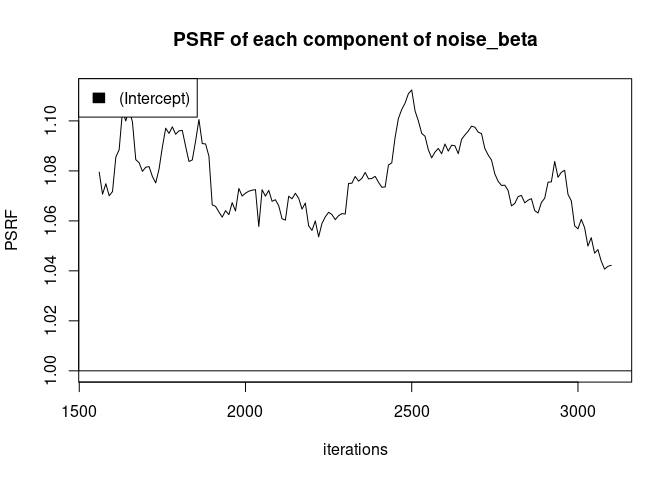 PSRF of each component of noise_beta
(Intercept)
PSRF
1.10
1.08
1.06
1.04
1.02
1.00
1500 2000 2500 3000
iterations